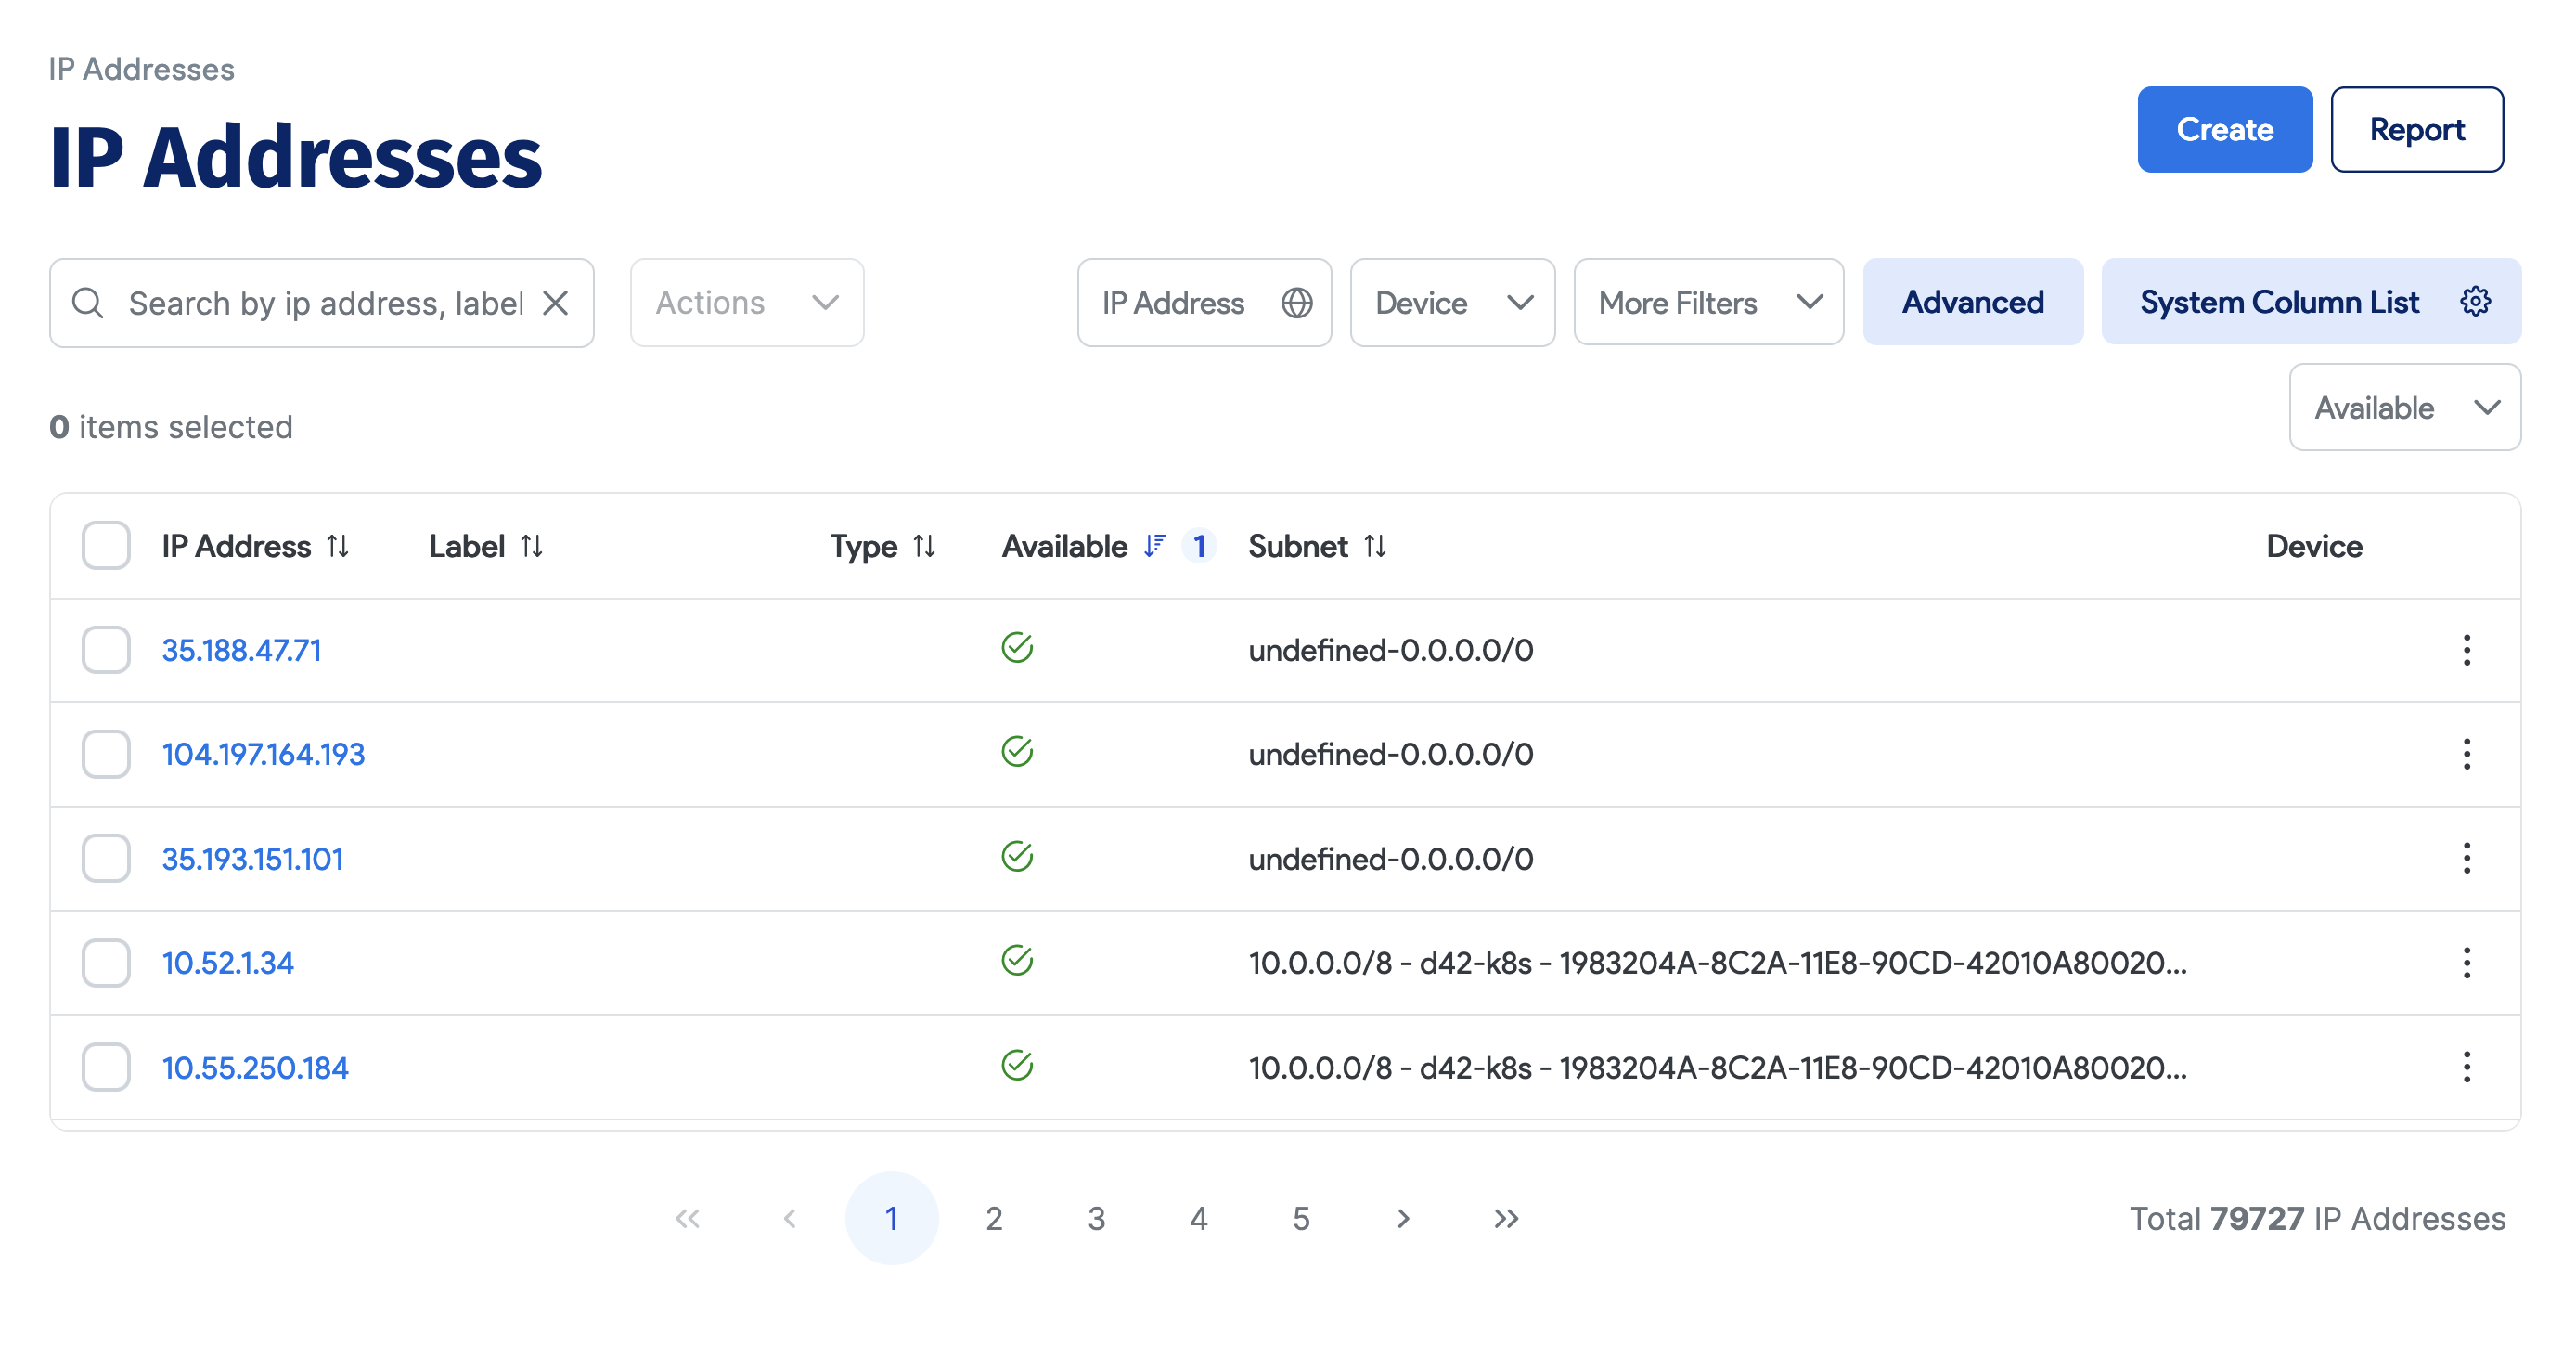 IP Addresses
IP Addresses
Create Report
Search by ip address, label Actions IP Address Device More Filters Advanced System Column List
Available
0 items selected
IP Address Label Type Available 1 Subnet Device
35.188.47.71 undefined-0.0.0.0/0
104.197.164.193 undefined-0.0.0.0/0
35.193.151.101 undefined-0.0.0.0/0
10.52.1.34 10.0.0.0/8 - d42-k8s - 1983204A-8C2A-11E8-90CD-42010A80020...
10.55.250.184 10.0.0.0/8 - d42-k8s - 1983204A-8C2A-11E8-90CD-42010A80020...
1 2 3 4 5 Total 79727 IP Addresses